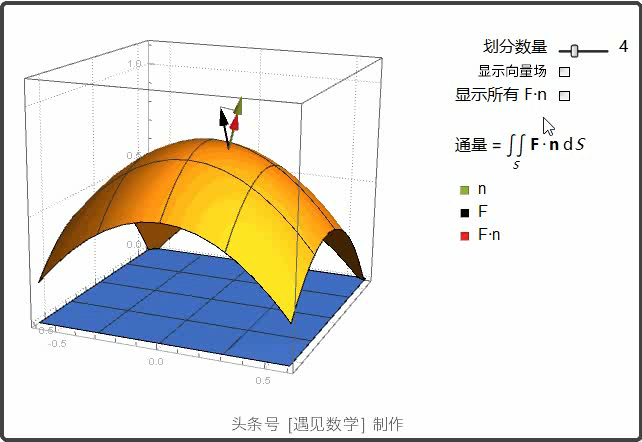 划分数量 4
显示向量场
显示所有 F·n
通量 = ∬ F·n dS
S
n
F
F·n
1.0
0.5
0.0
0.5
-0.5
0.0
0.5
头条号 [遇见数学] 制作